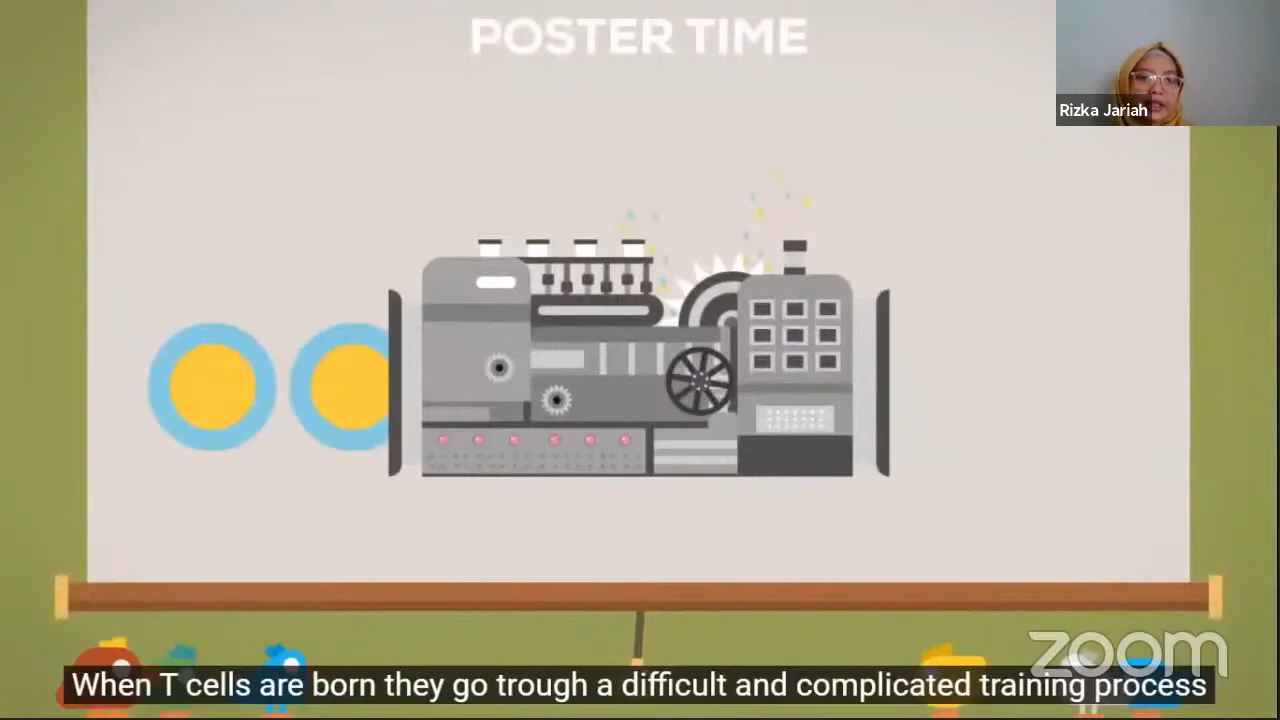 POSTER TIME
Rizka Jariah
zoom
When T cells are born they go trough a difficult and complicated training process